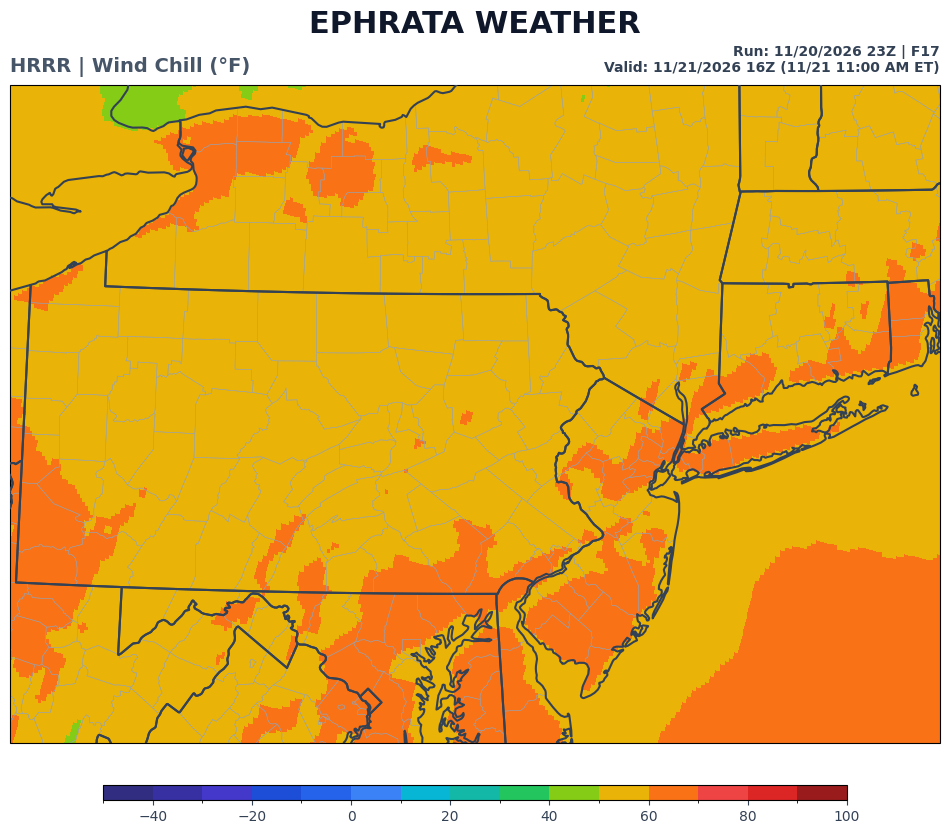 EPHRATA WEATHER
HRRR | Wind Chill (°F)
Run: 11/20/2026 23Z | F17
Valid: 11/21/2026 16Z (11/21 11:00 AM ET)
−40 −20 0 20 40 60 80 100